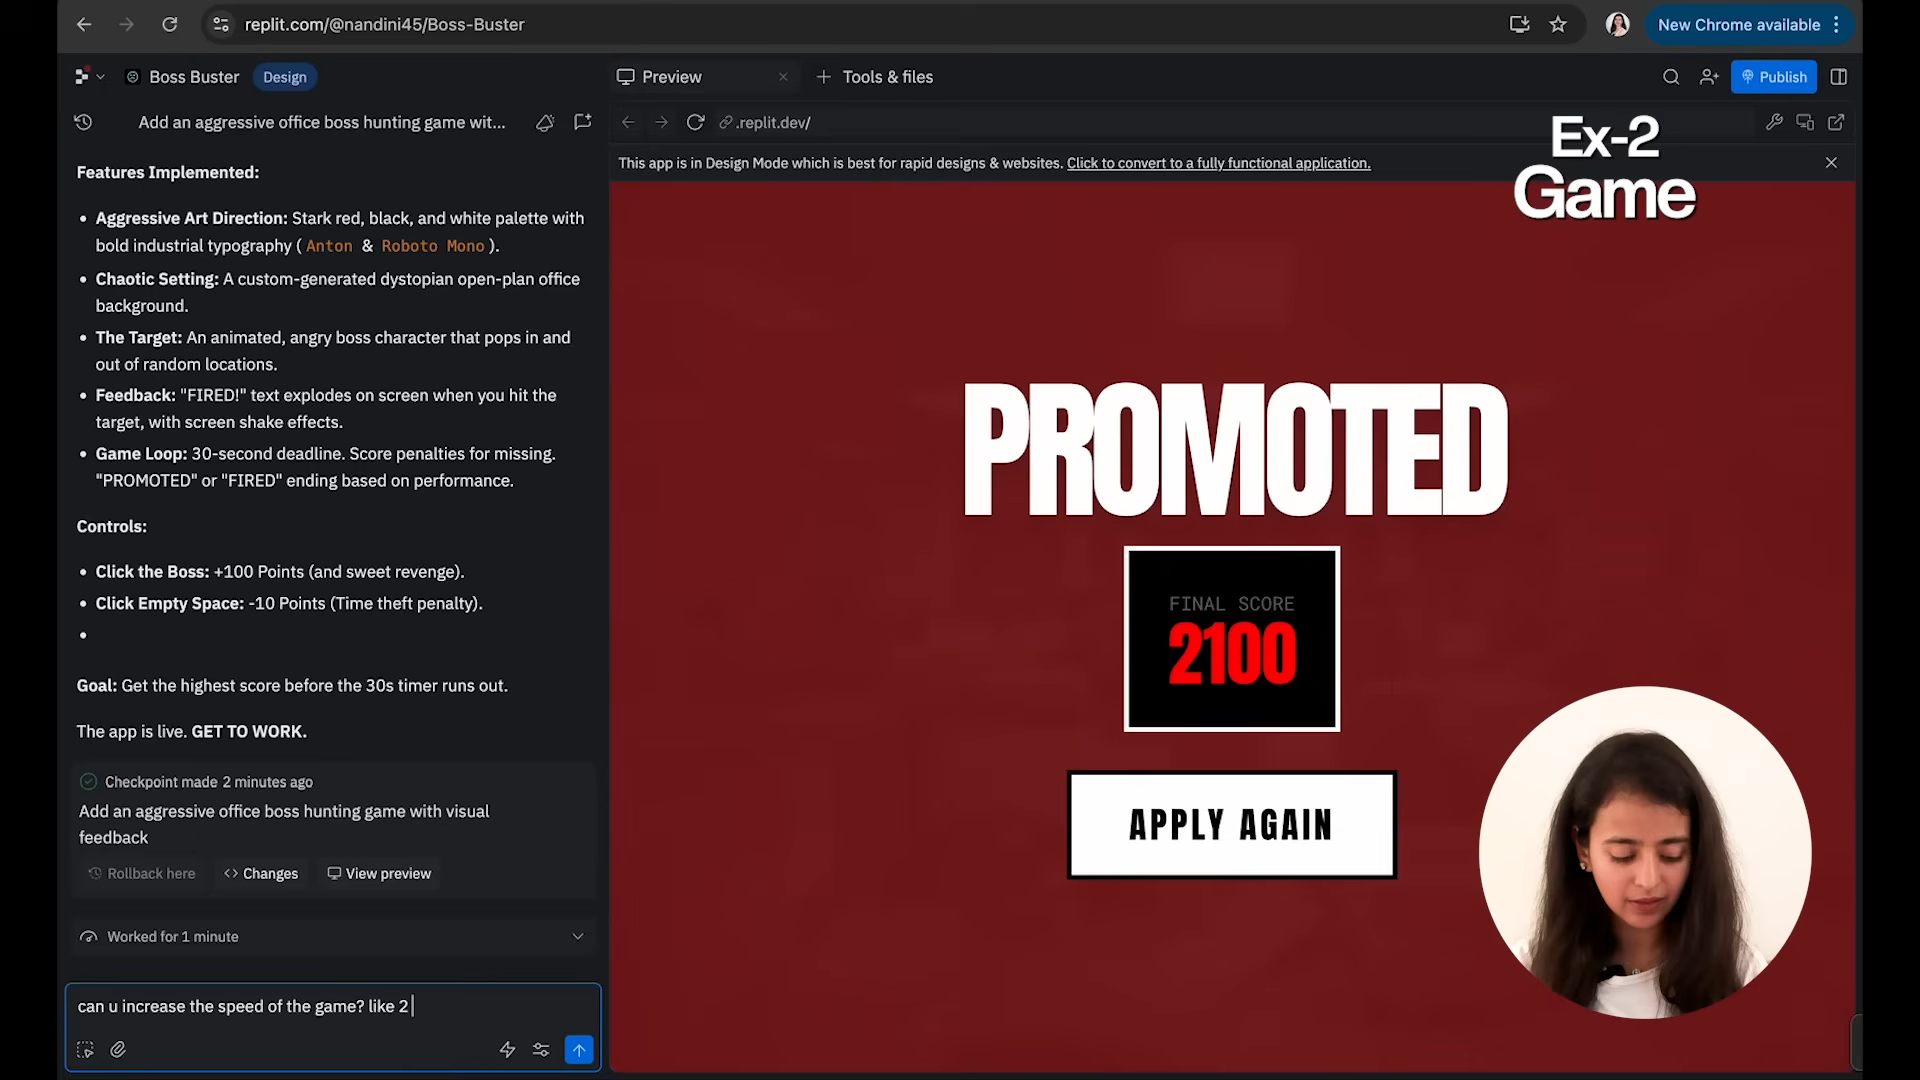 replit.com/@nandini45/Boss-Buster
New Chrome available
Boss Buster
Design
Preview
Tools & files
Publish
Add an aggressive office boss hunting game wit...
.replit.dev/
This app is in Design Mode which is best for rapid designs & websites. Click to convert to a fully functional application.
Ex-2
Game
Features Implemented:
• Aggressive Art Direction: Stark red, black, and white palette with
bold industrial typography ( Anton & Roboto Mono ).
• Chaotic Setting: A custom-generated dystopian open-plan office
background.
• The Target: An animated, angry boss character that pops in and
out of random locations.
• Feedback: "FIRED!" text explodes on screen when you hit the
target, with screen shake effects.
• Game Loop: 30-second deadline. Score penalties for missing.
"PROMOTED" or "FIRED" ending based on performance.
Controls:
• Click the Boss: +100 Points (and sweet revenge).
• Click Empty Space: -10 Points (Time theft penalty).
•
Goal: Get the highest score before the 30s timer runs out.
The app is live. GET TO WORK.
Checkpoint made 2 minutes ago
Add an aggressive office boss hunting game with visual
feedback
Rollback here
Changes
View preview
Worked for 1 minute
can u increase the speed of the game? like 2
PROMOTED
FINAL SCORE
2100
APPLY AGAIN